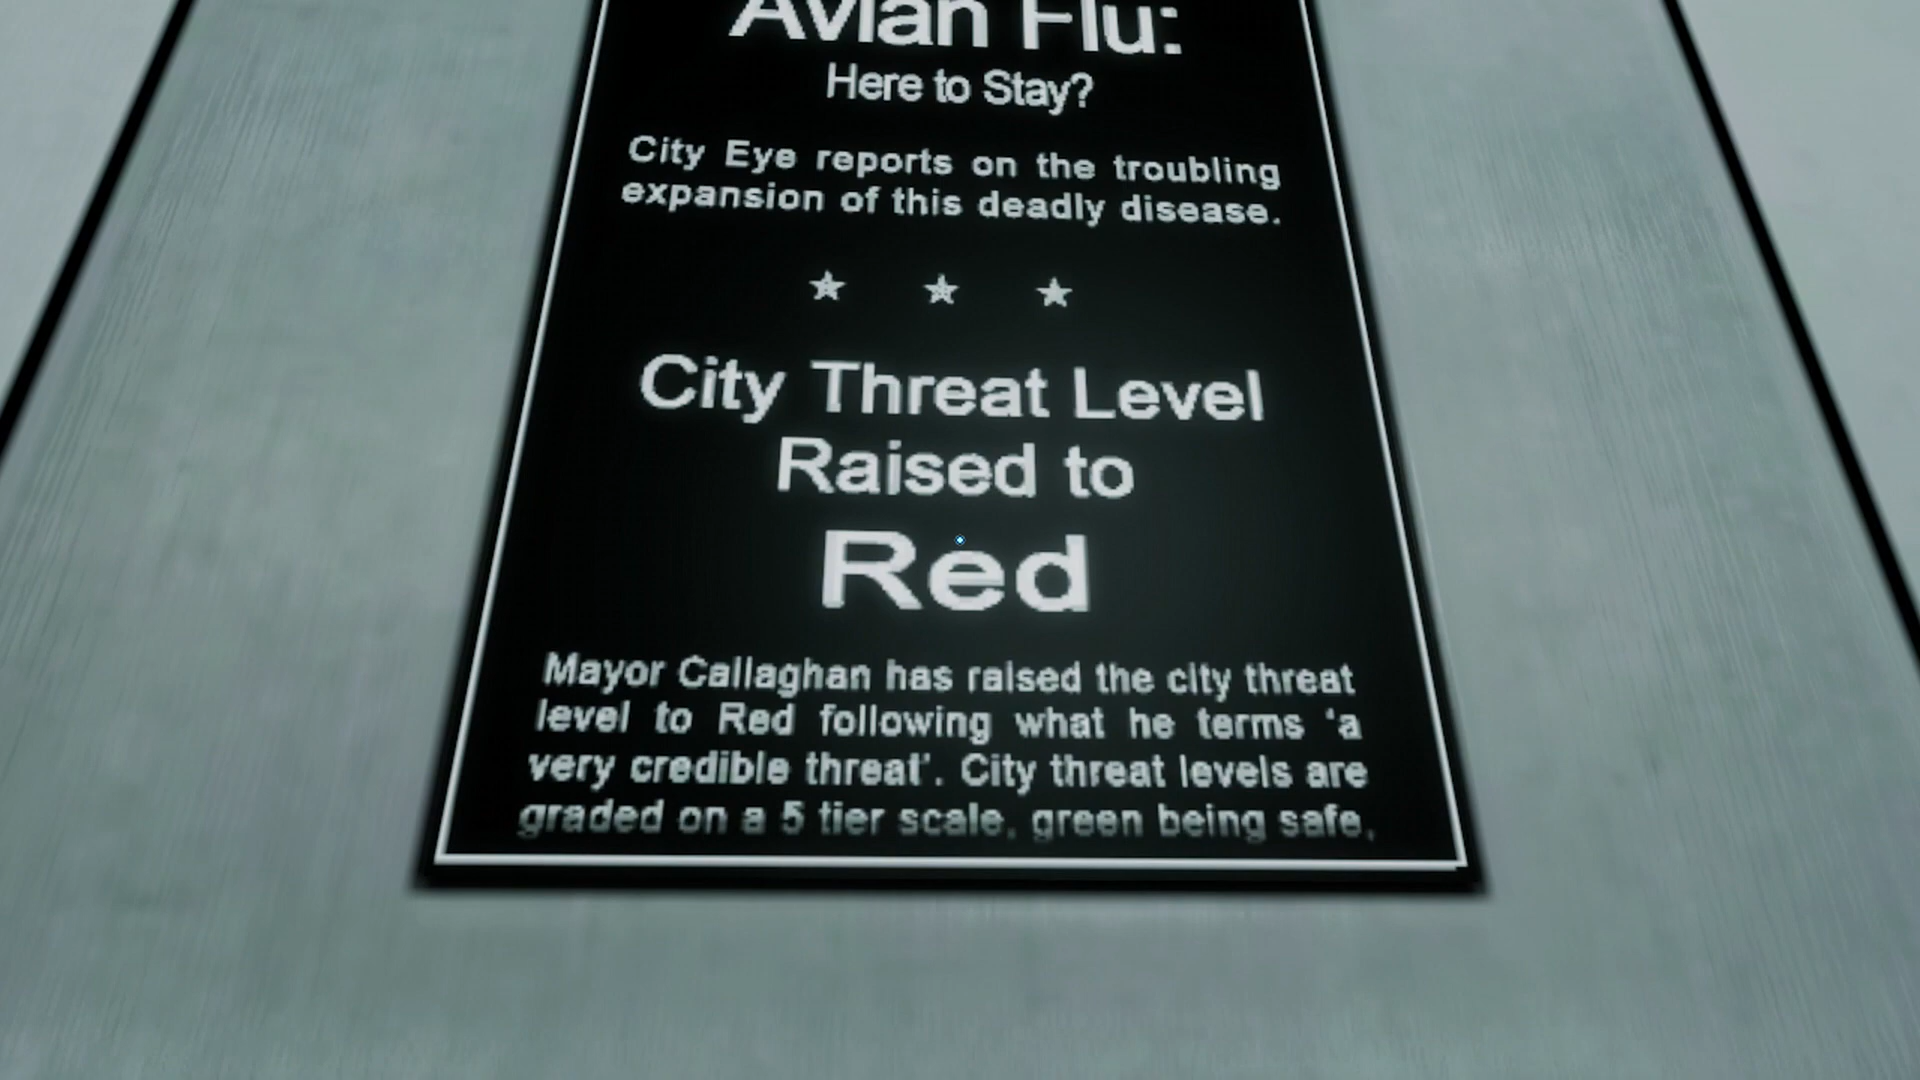 Avian Flu:
Here to Stay?
City Eye reports on the troubling
expansion of this deadly disease.
City Threat Level
Raised to
Red
Mayor Callaghan has raised the city threat
level to Red following what he terms ‘a
very credible threat’. City threat levels are
graded on a 5 tier scale, green being safe,